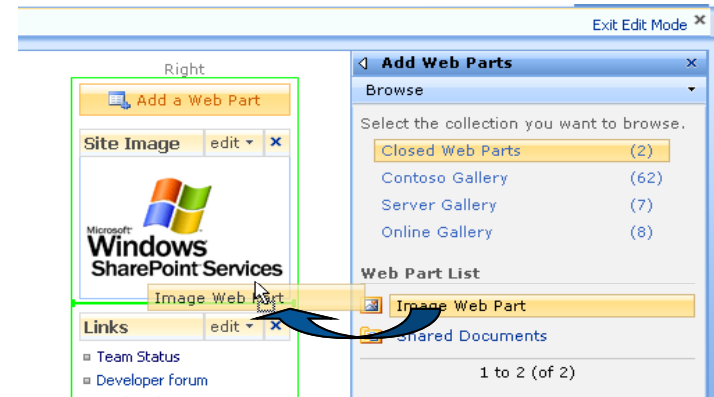 Exit Edit Mode ×
Right
Add a Web Part
Site Image edit ×
Microsoft
Windows
SharePoint Services
Image Web Part
Links edit ×
Team Status
Developer forum
Add Web Parts ×
Browse
Select the collection you want to browse.
Closed Web Parts (2)
Contoso Gallery (62)
Server Gallery (7)
Online Gallery (8)
Web Part List
Image Web Part
Shared Documents
1 to 2 (of 2)